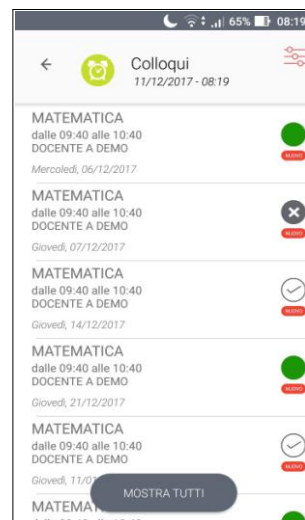 65% 08:19
Colloqui
11/12/2017 - 08:19
MATEMATICA
dalle 09:40 alle 10:40
DOCENTE A DEMO
NUOVO
Mercoledì, 06/12/2017
MATEMATICA
dalle 09:40 alle 10:40
DOCENTE A DEMO
NUOVO
Giovedì, 07/12/2017
MATEMATICA
dalle 09:40 alle 10:40
DOCENTE A DEMO
NUOVO
Giovedì, 14/12/2017
MATEMATICA
dalle 09:40 alle 10:40
DOCENTE A DEMO
NUOVO
Giovedì, 21/12/2017
MATEMATICA
dalle 09:40 alle 10:40
DOCENTE A DEMO
NUOVO
Giovedì, 11/01
MOSTRA TUTTI
MATEMAT